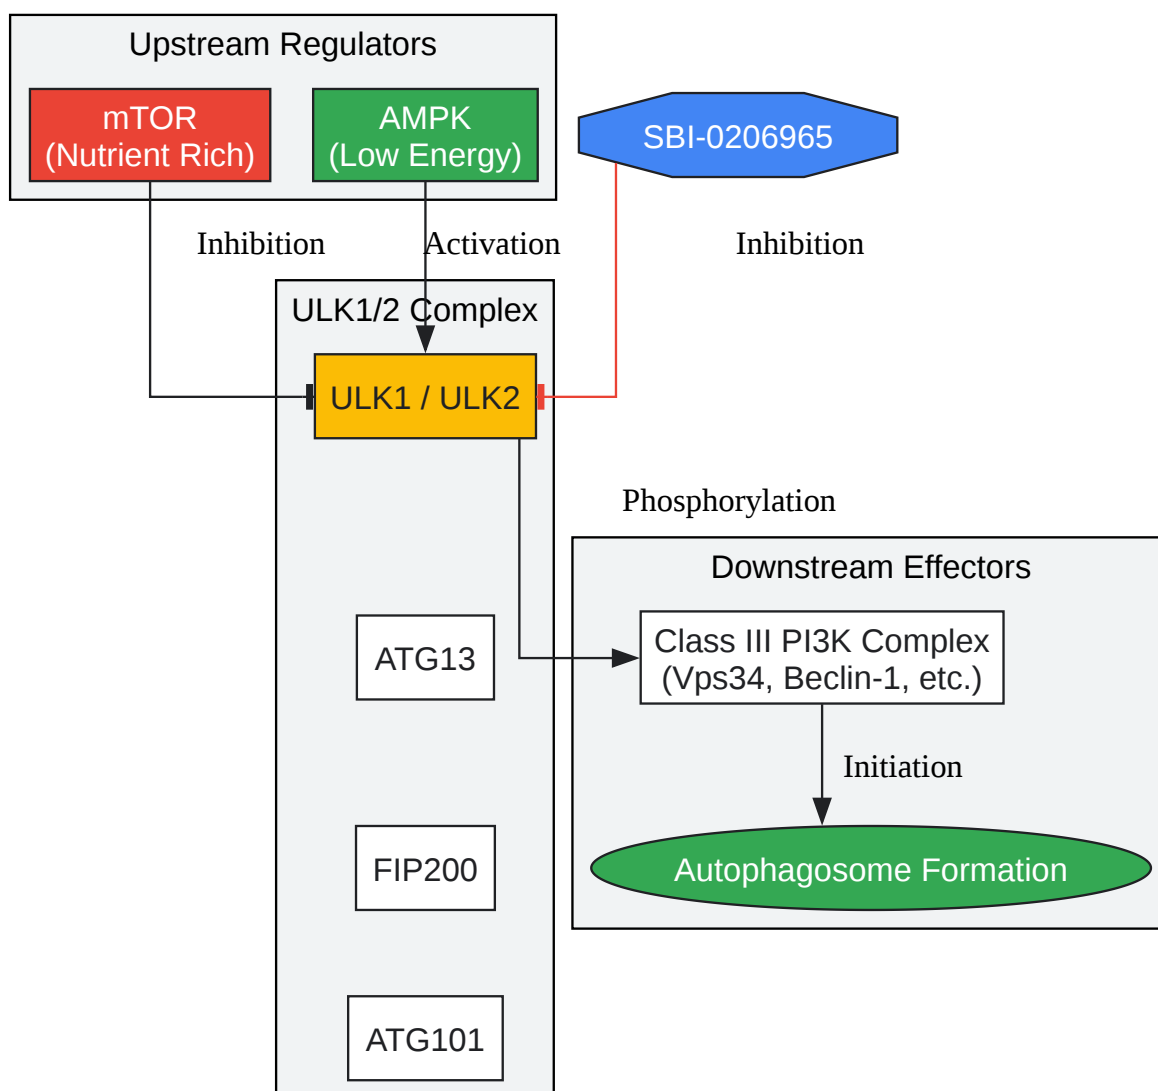 Upstream Regulators
mTOR
(Nutrient Rich)
AMPK
(Low Energy)
SBI-0206965
Inhibition
Activation
Inhibition
ULK1/2 Complex
ULK1 / ULK2
Phosphorylation
Downstream Effectors
ATG13
Class III PI3K Complex
(Vps34, Beclin-1, etc.)
Initiation
FIP200
Autophagosome Formation
ATG101